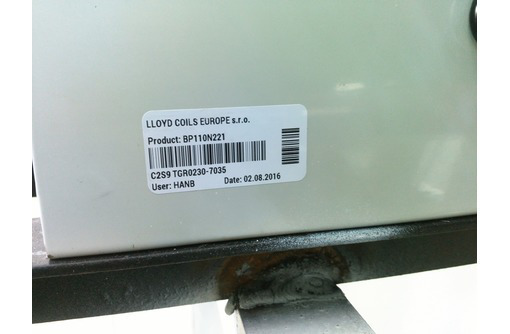 LLOYD COILS EUROPE s.r.o.
Product: BP110N221
C2S9 TGR0230-7035
User: HANB Date: 02.08.2016